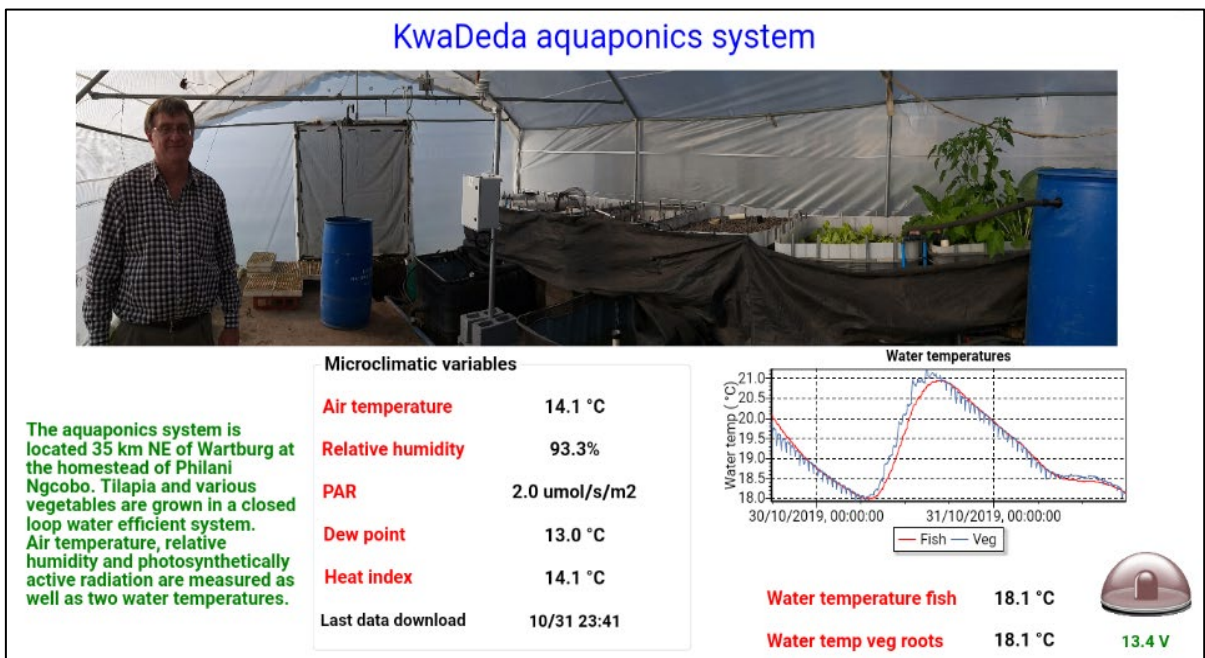 KwaDeda aquaponics system
The aquaponics system is
located 35 km NE of Wartburg at
the homestead of Philani
Ngcobo. Tilapia and various
vegetables are grown in a closed
loop water efficient system.
Air temperature, relative
humidity and photosynthetically
active radiation are measured as
well as two water temperatures.
Microclimatic variables
Air temperature 14.1 °C
Relative humidity 93.3%
PAR 2.0 umol/s/m2
Dew point 13.0 °C
Heat index 14.1 °C
Last data download 10/31 23:41
Water temperatures
Water temp ( °C)
21.0
20.5
20.0
19.5
19.0
18.5
18.0
30/10/2019, 00:00:00 31/10/2019, 00:00:00
Fish Veg
Water temperature fish 18.1 °C
Water temp veg roots 18.1 °C
13.4 V